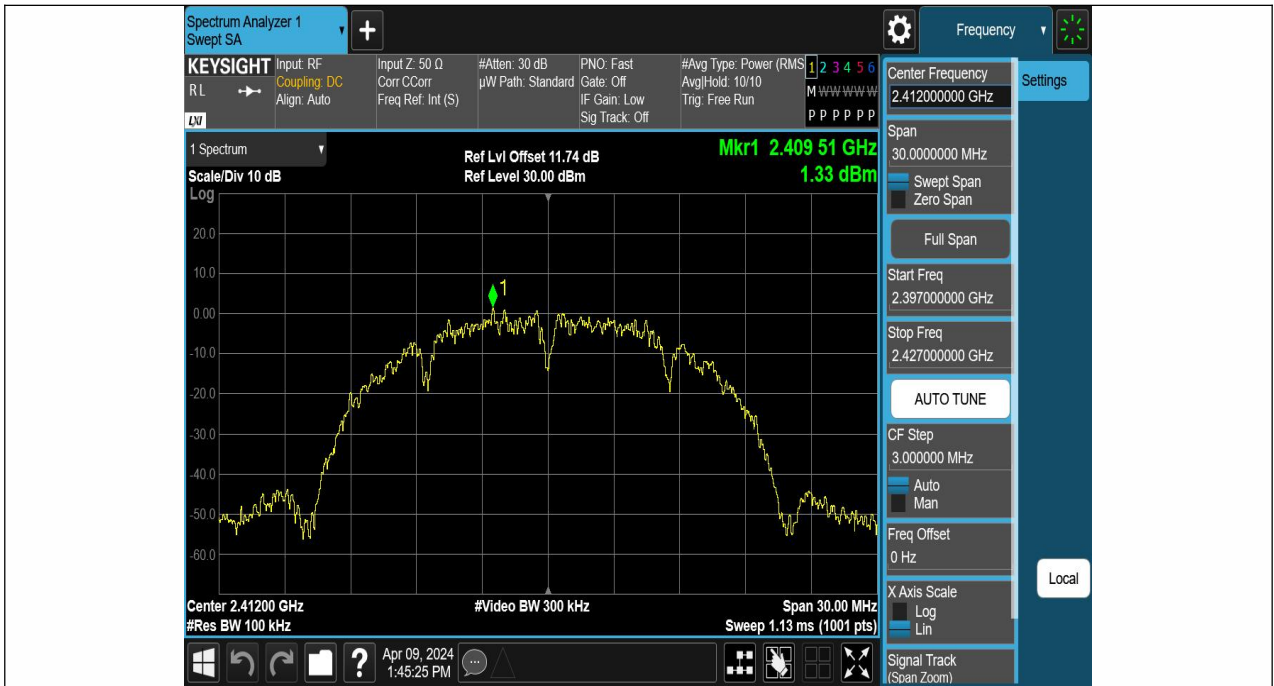 Spectrum Analyzer 1
Swept SA
+
Frequency
KEYSIGHT
RL
LXI
Input: RF
Coupling: DC
Align: Auto
Input Z: 50 Ω
Corr CCorr
Freq Ref: Int (S)
#Atten: 30 dB
µW Path: Standard
PNO: Fast
Gate: Off
IF Gain: Low
Sig Track: Off
#Avg Type: Power (RMS
Avg|Hold: 10/10
Trig: Free Run
1 2 3 4 5 6
M W W W W W
P P P P P P
1 Spectrum
Scale/Div 10 dB
Log
Ref Lvl Offset 11.74 dB
Ref Level 30.00 dBm
Mkr1 2.409 51 GHz
1.33 dBm
20.0
10.0
0.00
-10.0
-20.0
-30.0
-40.0
-50.0
-60.0
1
Center 2.41200 GHz
#Res BW 100 kHz
#Video BW 300 kHz
Span 30.00 MHz
Sweep 1.13 ms (1001 pts)
?
Apr 09, 2024
1:45:25 PM
Center Frequency
2.412000000 GHz
Span
30.0000000 MHz
Swept Span
Zero Span
Full Span
Start Freq
2.397000000 GHz
Stop Freq
2.427000000 GHz
AUTO TUNE
CF Step
3.000000 MHz
Auto
Man
Freq Offset
0 Hz
X Axis Scale
Log
Lin
Signal Track
(Span Zoom)
Settings
Local